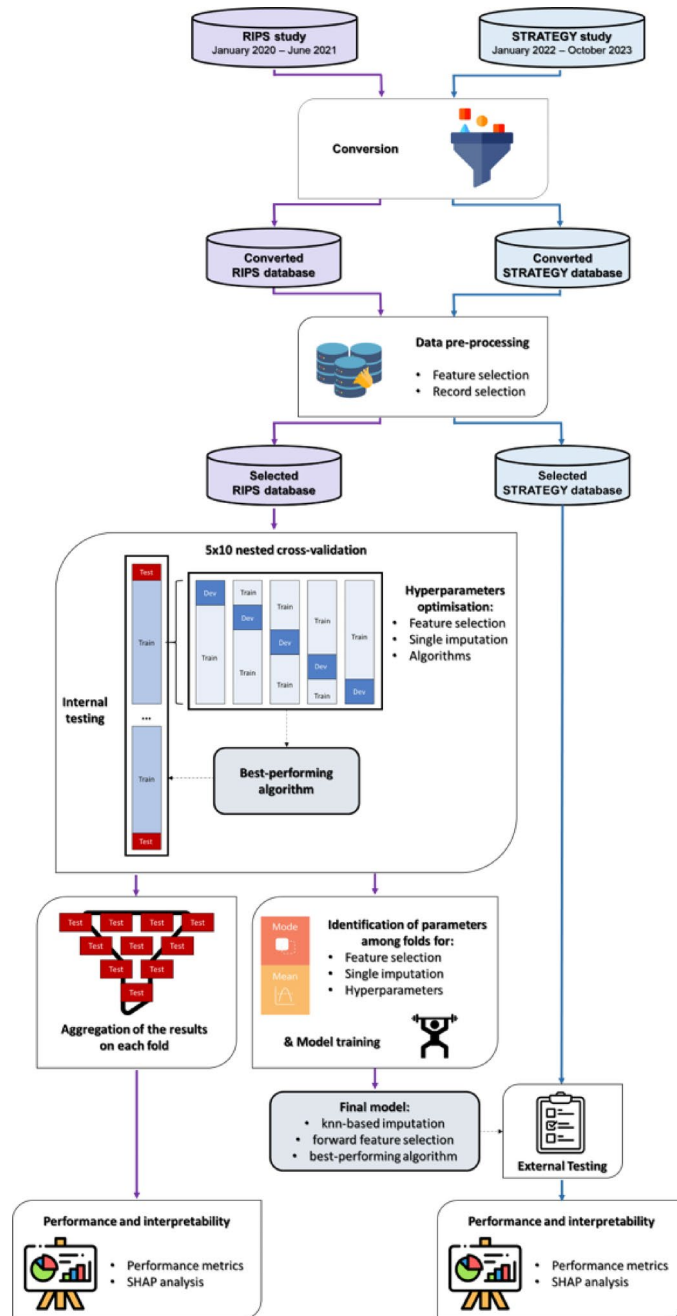 RIPS study
January 2020 – June 2021
STRATEGY study
January 2022 – October 2023
Conversion
Converted
RIPS database
Converted
STRATEGY database
Data pre-processing
• Feature selection
• Record selection
Selected
RIPS database
Selected
STRATEGY database
5x10 nested cross-validation
Test
Train
...
Train
Test
Internal
testing
Dev
Train
Train
Dev
Train
Train
Dev
Train
Train
Dev
Train
Train
Dev
Hyperparameters
optimisation:
• Feature selection
• Single imputation
• Algorithms
Best-performing
algorithm
Test Test Test Test
Test Test Test
Test Test
Test
Aggregation of the results
on each fold
Mode
Mean
Identification of parameters
among folds for:
• Feature selection
• Single imputation
• Hyperparameters
& Model training
Final model:
• knn-based imputation
• forward feature selection
• best-performing algorithm
External Testing
Performance and interpretability
• Performance metrics
• SHAP analysis
Performance and interpretability
• Performance metrics
• SHAP analysis